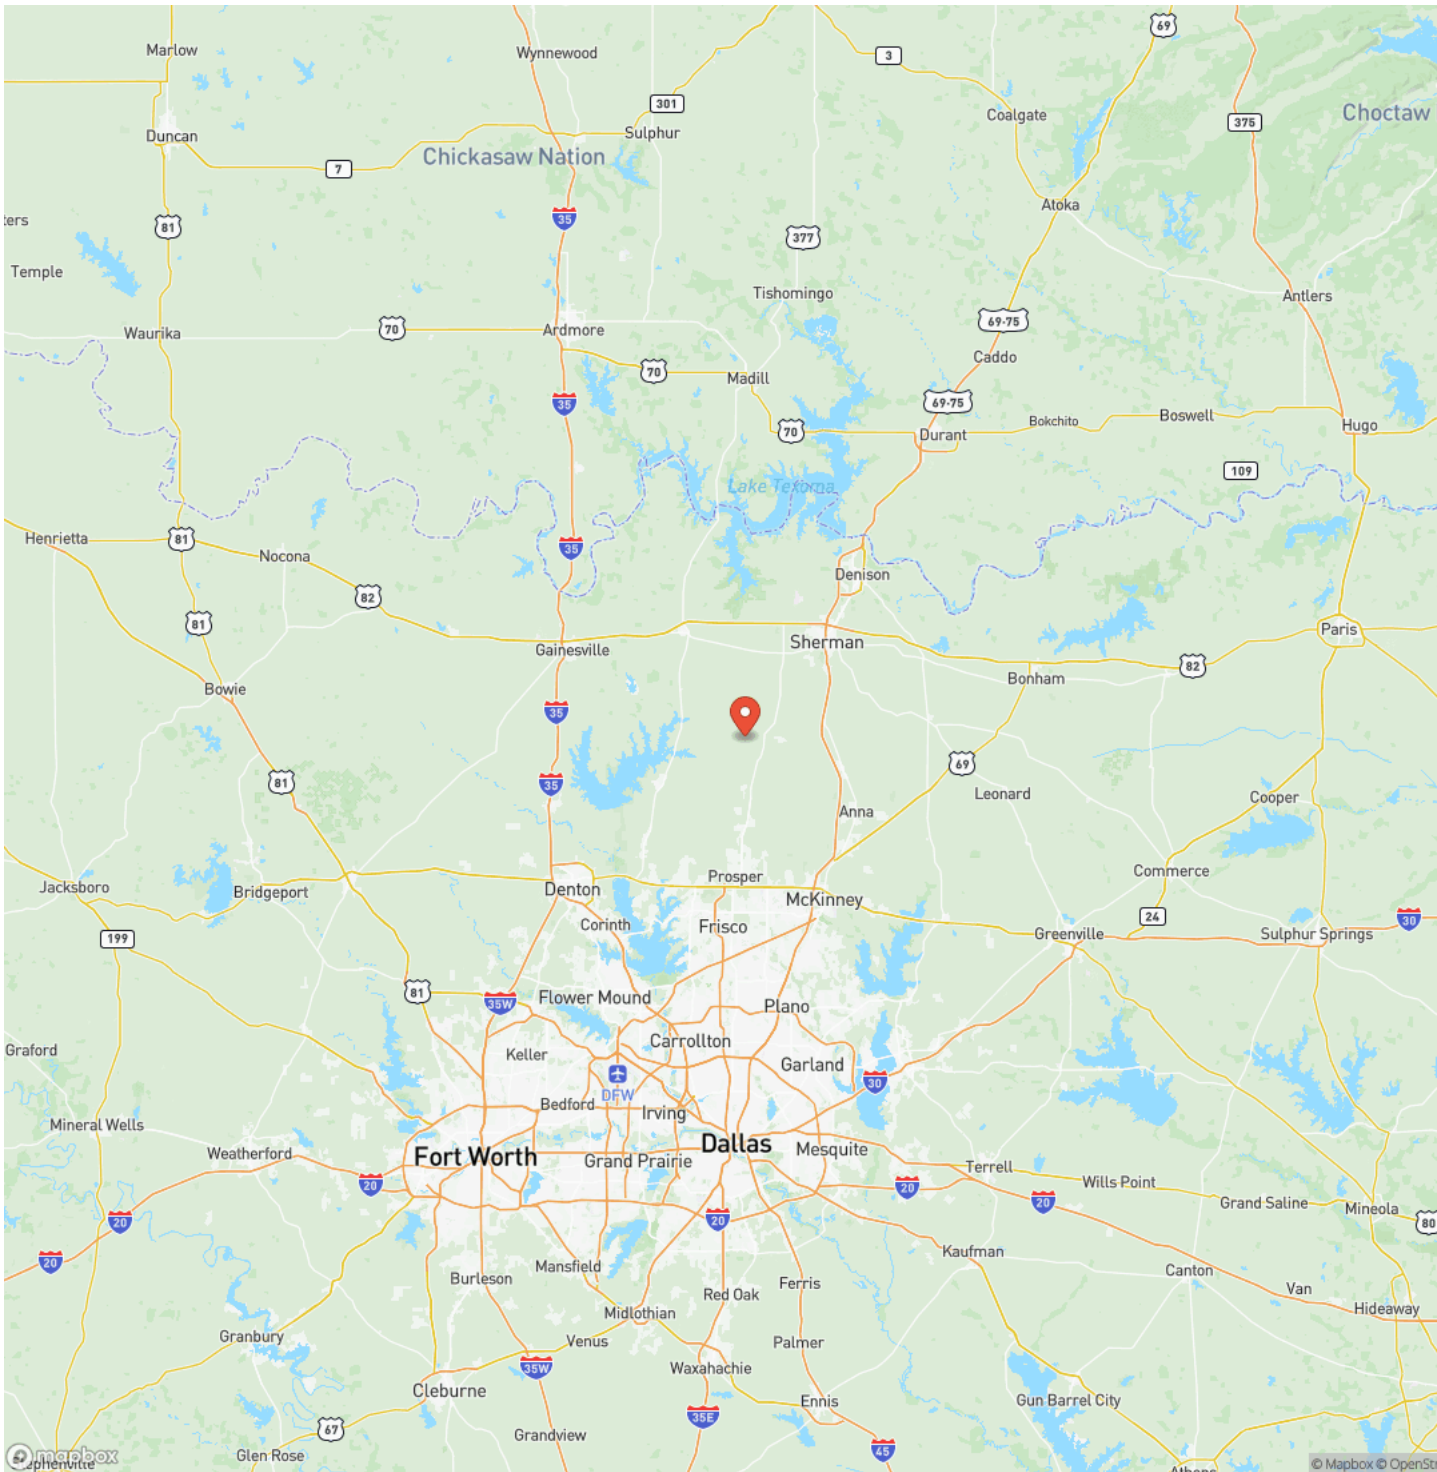 69
Marlow
Wynnewood
3
301
Coalgate
Choctaw
375
Duncan
Sulphur
Chickasaw Nation
7
Atoka
35
ters
81
377
Temple
Tishomingo
Antlers
69-75
70
Ardmore
Waurika
Caddo
70
Madill
69-75
35
Boswell
Bokchito
Hugo
70
Durant
109
Lake Texoma
Henrietta
81
35
Nocona
Denison
82
81
Paris
Sherman
Gainesville
82
Bonham
Bowie
35
69
81
35
Leonard
Cooper
Anna
Commerce
Prosper
Jacksboro
Bridgeport
Denton
McKinney
24
30
Corinth
Frisco
Greenville
Sulphur Springs
199
81
35W
Flower Mound
Plano
Carrollton
Graford
Keller
Garland
DFW
30
Bedford
Irving
Mineral Wells
Dallas
Mesquite
Weatherford
Fort Worth
Grand Prairie
Terrell
20
20
Wills Point
20
Grand Saline
Mineola
20
20
80
Kaufman
20
Mansfield
Canton
Burleson
Ferris
Van
Red Oak
Hideaway
Midlothian
Granbury
Venus
Palmer
35W
Waxahachie
Cleburne
Ennis
Gun Barrel City
35E
67
Grandview
45
Glen Rose
mapbox
Stephenville
Athens
© Mapbox © OpenStr